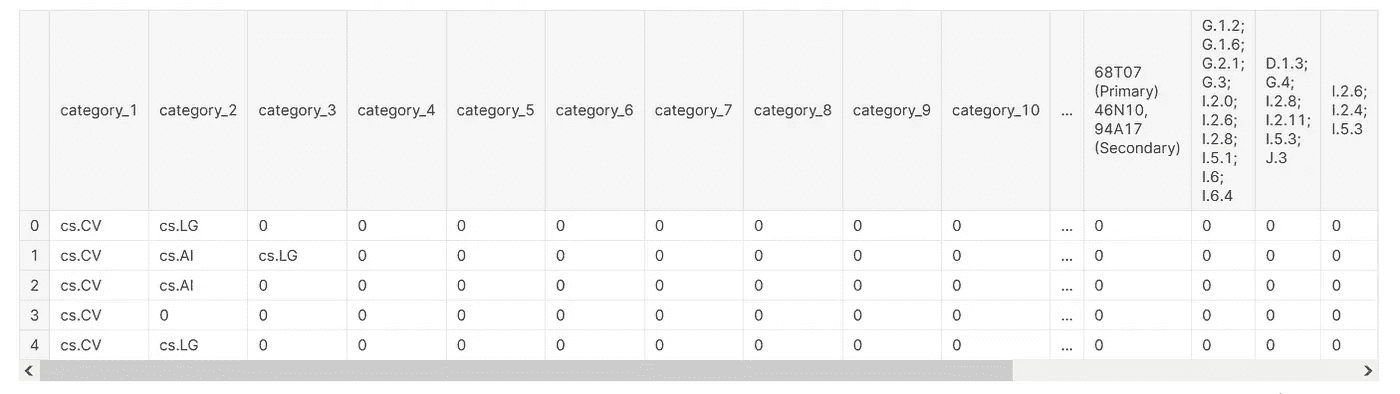 category_1 category_2 category_3 category_4 category_5 category_6 category_7 category_8 category_9 category_10 ... 68T07 (Primary) 46N10, 94A17 (Secondary) G.1.2; G.1.6; G.2.1; G.3; I.2.0; I.2.6; I.2.8; I.5.1; I.6; I.6.4 D.1.3; G.4; I.2.8; I.2.11; I.5.3; J.3 I.2.6; I.2.4; I.5.3
0 cs.CV cs.LG 0 0 0 0 0 0 0 0 ... 0 0 0 0
1 cs.CV cs.AI cs.LG 0 0 0 0 0 0 0 ... 0 0 0 0
2 cs.CV cs.AI 0 0 0 0 0 0 0 0 ... 0 0 0 0
3 cs.CV 0 0 0 0 0 0 0 0 0 ... 0 0 0 0
4 cs.CV cs.LG 0 0 0 0 0 0 0 0 ... 0 0 0 0